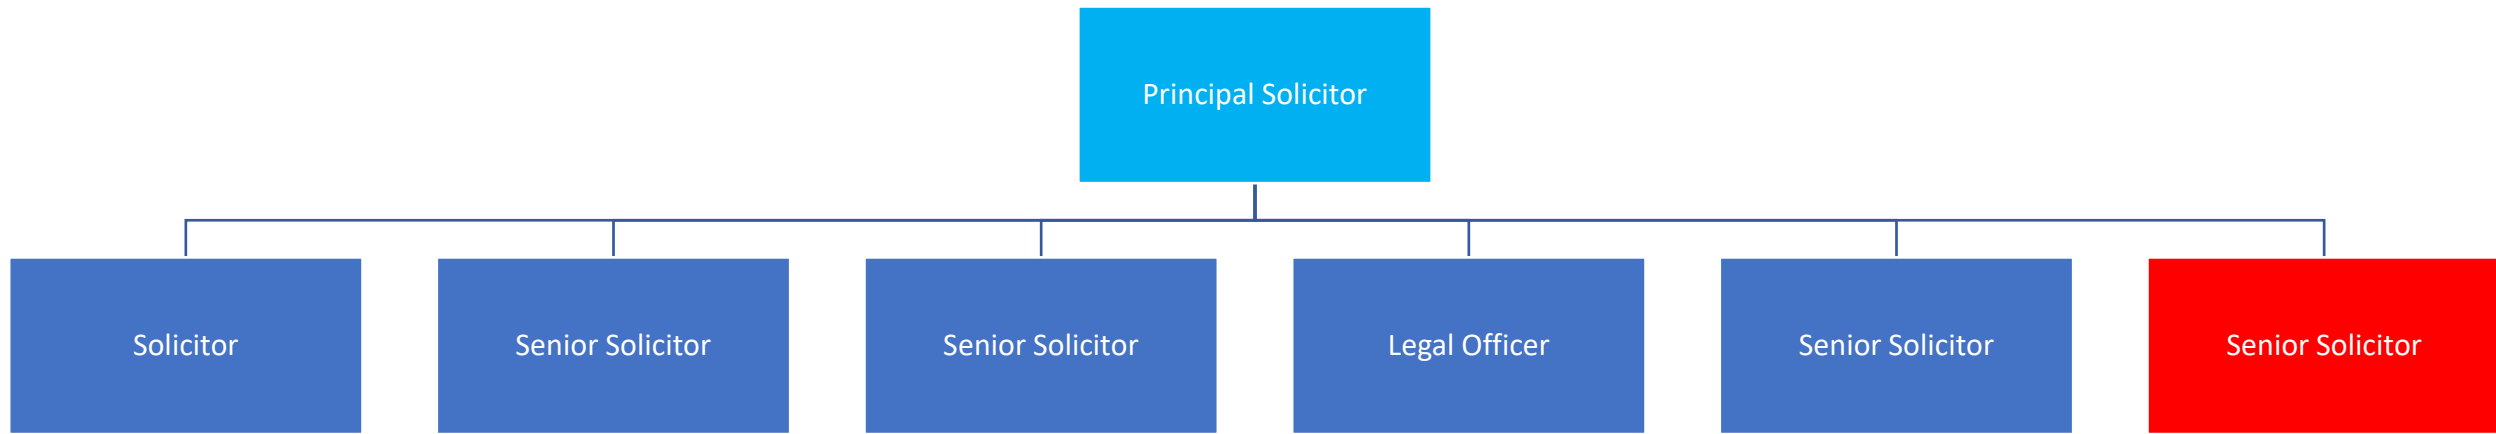 Principal Solicitor
Solicitor
Senior Solicitor
Senior Solicitor
Legal Officer
Senior Solicitor
Senior Solicitor